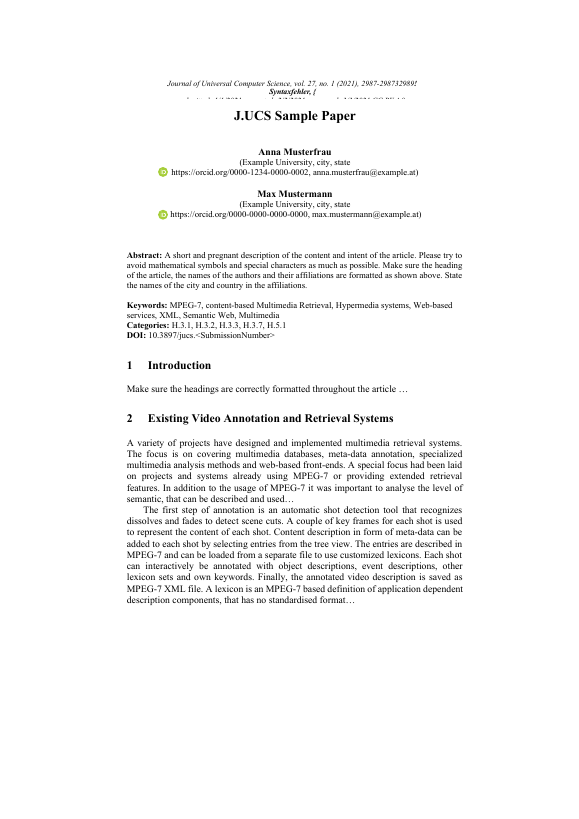 Journal of Universal Computer Science, vol. 27, no. 1 (2021), 2987-298732989!
Syntaxfehler, {
J.UCS Sample Paper
Anna Musterfrau
(Example University, city, state
https://orcid.org/0000-1234-0000-0002, anna.musterfrau@example.at)
Max Mustermann
(Example University, city, state
https://orcid.org/0000-0000-0000-0000, max.mustermann@example.at)
Abstract: A short and pregnant description of the content and intent of the article. Please try to
avoid mathematical symbols and special characters as much as possible. Make sure the heading
of the article, the names of the authors and their affiliations are formatted as shown above. State
the names of the city and country in the affiliations.
Keywords: MPEG-7, content-based Multimedia Retrieval, Hypermedia systems, Web-based
services, XML, Semantic Web, Multimedia
Categories: H.3.1, H.3.2, H.3.3, H.3.7, H.5.1
DOI: 10.3897/jucs.<SubmissionNumber>
1 Introduction
Make sure the headings are correctly formatted throughout the article …
2 Existing Video Annotation and Retrieval Systems
A variety of projects have designed and implemented multimedia retrieval systems.
The focus is on covering multimedia databases, meta-data annotation, specialized
multimedia analysis methods and web-based front-ends. A special focus had been laid
on projects and systems already using MPEG-7 or providing extended retrieval
features. In addition to the usage of MPEG-7 it was important to analyse the level of
semantic, that can be described and used…
The first step of annotation is an automatic shot detection tool that recognizes
dissolves and fades to detect scene cuts. A couple of key frames for each shot is used
to represent the content of each shot. Content description in form of meta-data can be
added to each shot by selecting entries from the tree view. The entries are described in
MPEG-7 and can be loaded from a separate file to use customized lexicons. Each shot
can interactively be annotated with object descriptions, event descriptions, other
lexicon sets and own keywords. Finally, the annotated video description is saved as
MPEG-7 XML file. A lexicon is an MPEG-7 based definition of application dependent
description components, that has no standardised format…